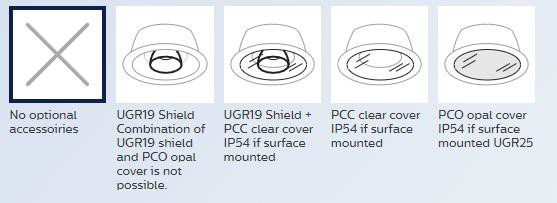 No optional
accessoiries
UGR19 Shield
Combination of
UGR19 shield
and PCO opal
cover is not
possible.
UGR19 Shield +
PCC clear cover
IP54 if surface
mounted
PCC clear cover
IP54 if surface
mounted
PCO opal cover
IP54 if surface
mounted UGR25